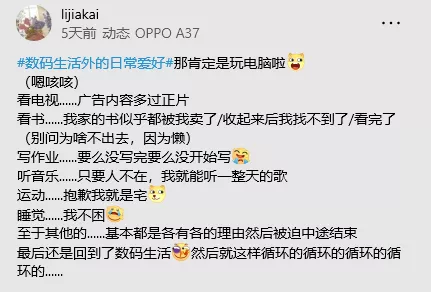 lijiakai
5天前 动态 OPPO A37
#数码生活外的日常爱好#那肯定是玩电脑啦
（嗯咳咳）
看电视......广告内容多过正片
看书......我家的书似乎都被我卖了/收起来后我找不到了/看完了
（别问为啥不出去，因为懒）
写作业......要么没写完要么没开始写
听音乐......只要人不在，我就能听一整天的歌
运动......抱歉我就是宅
睡觉......我不困
至于其他的......基本都是各有各的理由然后被迫中途结束
最后还是回到了数码生活然后就这样循环的循环的循环的循
环的......